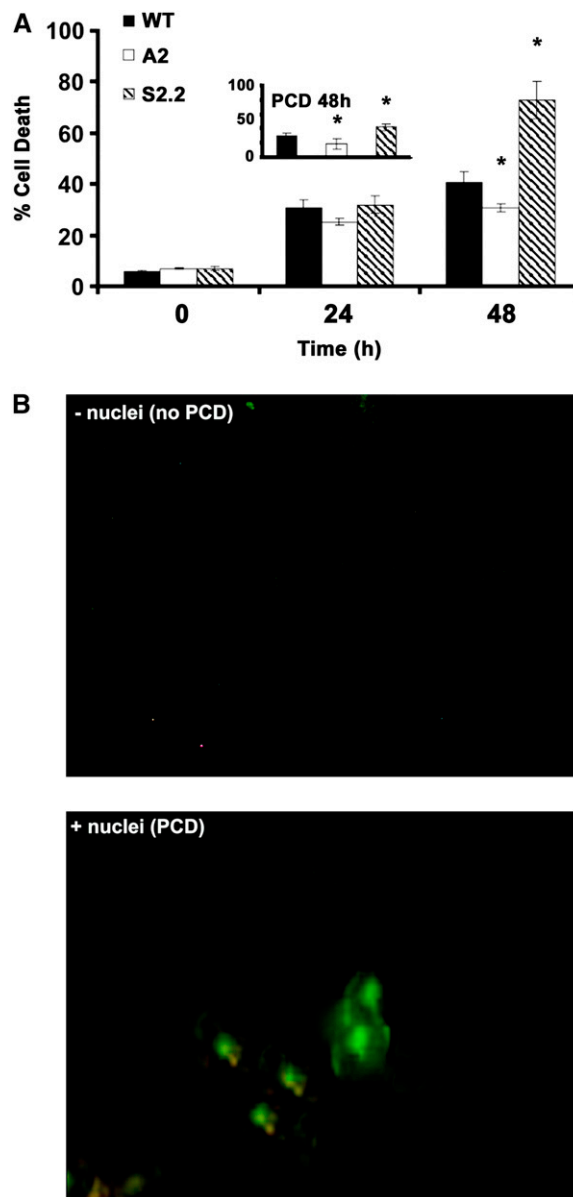 A
100
80
60
40
20
0
% Cell Death
WT
A2
S2.2
100
50
0
PCD 48h
*
*
*
*
0
24
48
Time (h)
B
- nuclei (no PCD)
+ nuclei (PCD)